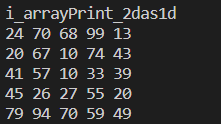 i_arrayPrint_2das1d
24 70 68 99 13
20 67 10 74 43
41 57 10 33 39
45 26 27 55 20
79 94 70 59 49